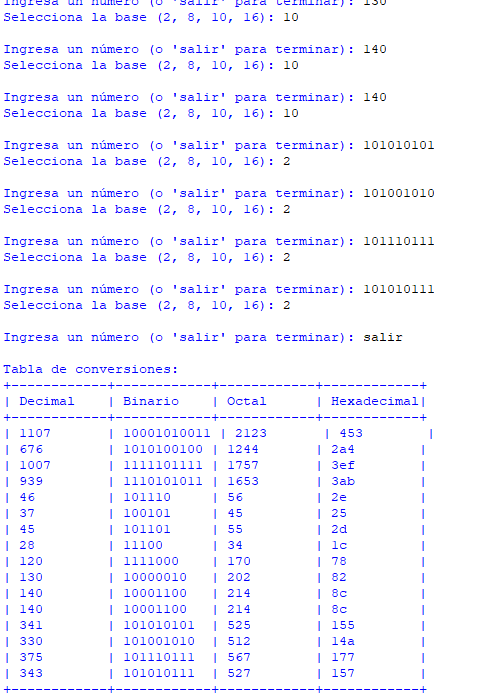 Ingresa un número (o 'salir' para terminar): 130
Selecciona la base (2, 8, 10, 16): 10
Ingresa un número (o 'salir' para terminar): 140
Selecciona la base (2, 8, 10, 16): 10
Ingresa un número (o 'salir' para terminar): 140
Selecciona la base (2, 8, 10, 16): 10
Ingresa un número (o 'salir' para terminar): 101010101
Selecciona la base (2, 8, 10, 16): 2
Ingresa un número (o 'salir' para terminar): 101001010
Selecciona la base (2, 8, 10, 16): 2
Ingresa un número (o 'salir' para terminar): 101110111
Selecciona la base (2, 8, 10, 16): 2
Ingresa un número (o 'salir' para terminar): 101010111
Selecciona la base (2, 8, 10, 16): 2
Ingresa un número (o 'salir' para terminar): salir
Tabla de conversiones:
+------------+------------+------------+------------+
| Decimal    | Binario    | Octal      | Hexadecimal|
+------------+------------+------------+------------+
| 1107       | 10001010011 | 2123       | 453        |
| 676        | 1010100100 | 1244       | 2a4        |
| 1007       | 1111101111 | 1757       | 3ef        |
| 939        | 1110101011 | 1653       | 3ab        |
| 46         | 101110     | 56         | 2e         |
| 37         | 100101     | 45         | 25         |
| 45         | 101101     | 55         | 2d         |
| 28         | 11100      | 34         | 1c         |
| 120        | 1111000    | 170        | 78         |
| 130        | 10000010   | 202        | 82         |
| 140        | 10001100   | 214        | 8c         |
| 140        | 10001100   | 214        | 8c         |
| 341        | 101010101  | 525        | 155        |
| 330        | 101001010  | 512        | 14a        |
| 375        | 101110111  | 567        | 177        |
| 343        | 101010111  | 527        | 157        |
+------------+------------+------------+------------+